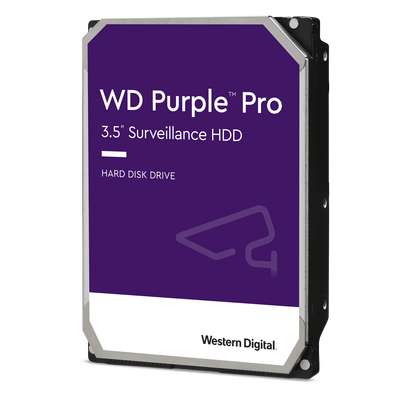 WD Purple™ Pro
3.5" Surveillance HDD
HARD DISK DRIVE
Western Digital.